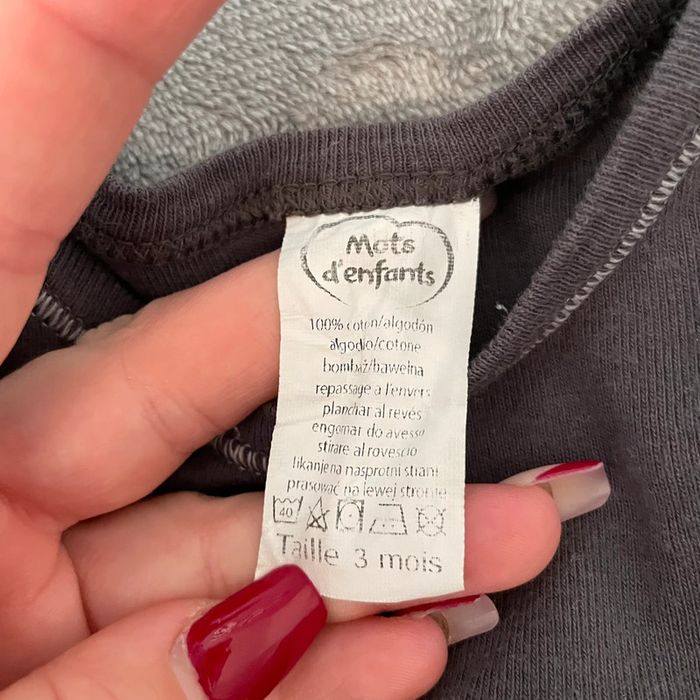 Mots
d'enfants
100% coton/algodón
algodão/cotone
bombaž/bawełna
repassage à l'envers
planchar al revés
engomar do avesso
stirare al rovescio
likanje na nasprotni strani
prasować na lewej stronie
40
Taille 3 mois